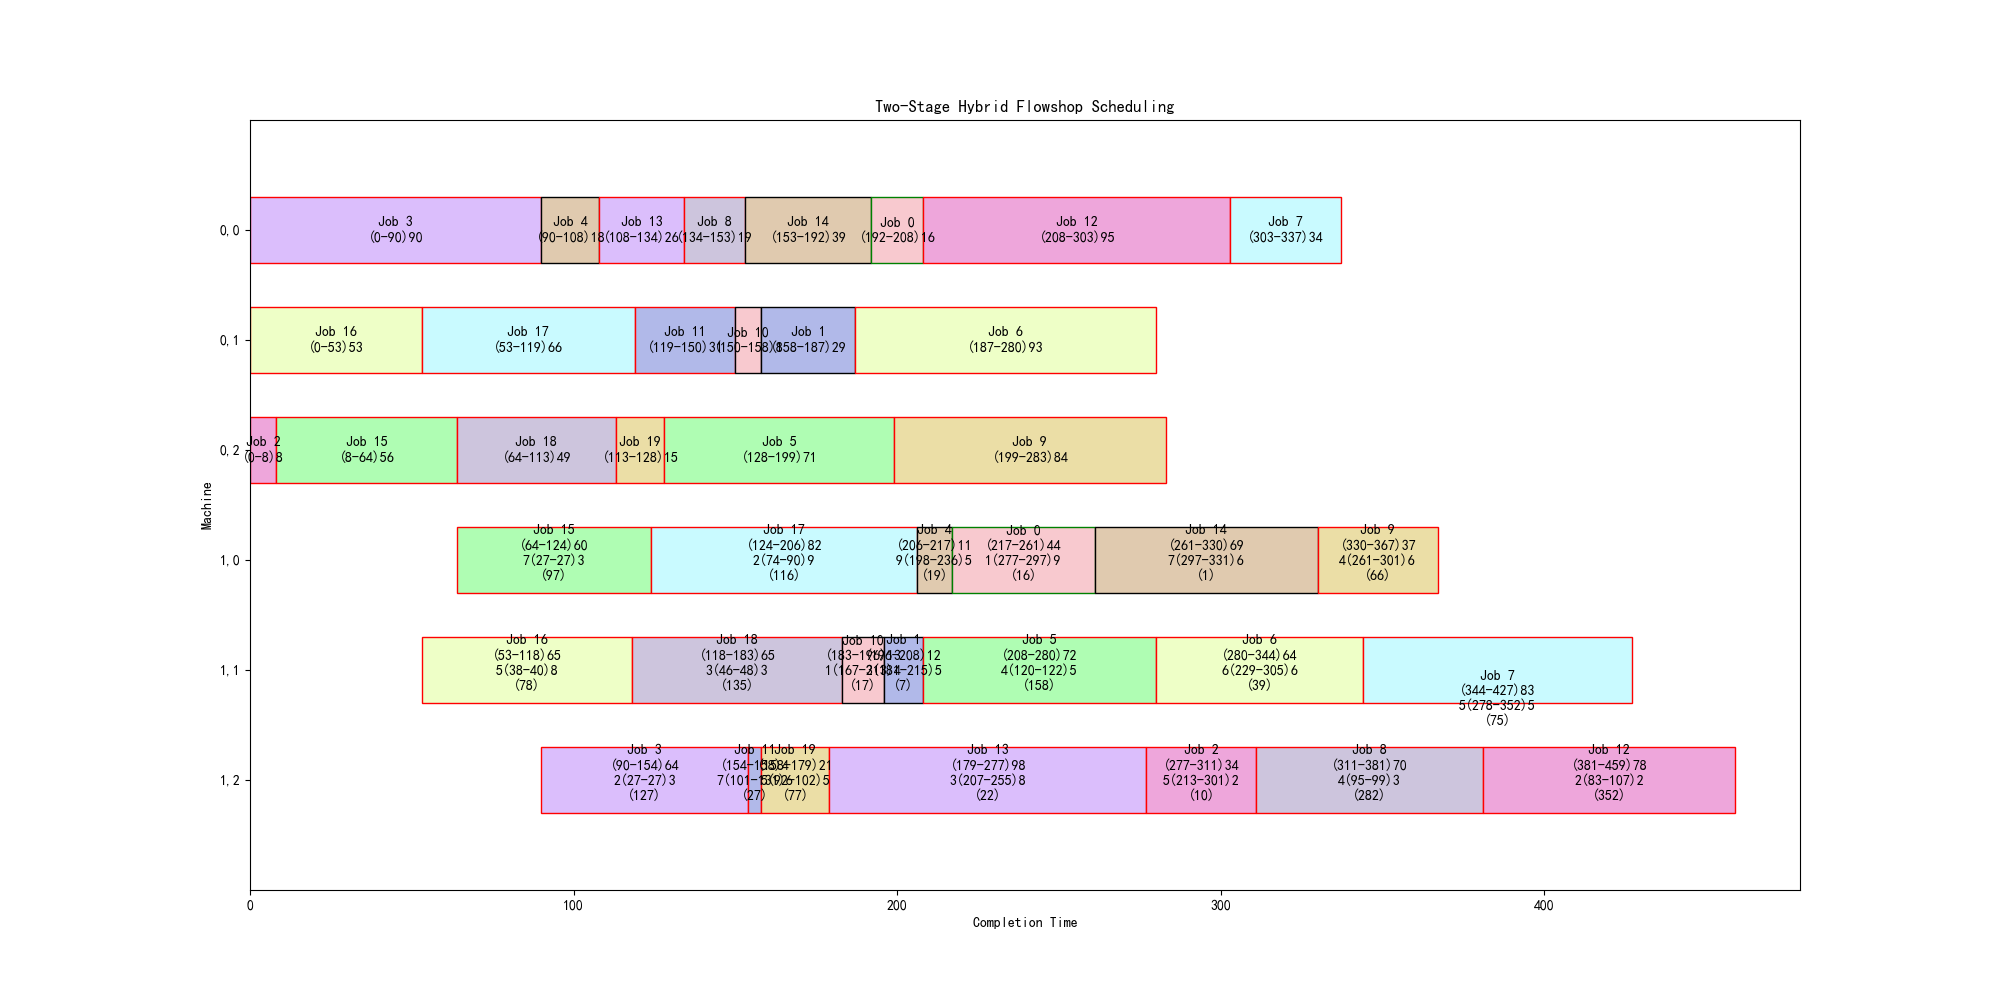 Two-Stage Hybrid Flowshop Scheduling
0,0
Job 3
(0-90)90
Job 4
(90-108)18
Job 13
(108-134)26
Job 8
(134-153)19
Job 14
(153-192)39
Job 0
(192-208)16
Job 12
(208-303)95
Job 7
(303-337)34
0,1
Job 16
(0-53)53
Job 17
(53-119)66
Job 11
(119-150)31
Job 10
(150-158)8
Job 1
(158-187)29
Job 6
(187-280)93
0,2
Job 2
(0-8)8
Job 15
(8-64)56
Job 18
(64-113)49
Job 19
(113-128)15
Job 5
(128-199)71
Job 9
(199-283)84
Machine
1,0
Job 15
(64-124)60
7(27-27)3
(97)
Job 17
(124-206)82
2(74-90)9
(116)
Job 4
(206-217)11
9(198-236)5
(19)
Job 0
(217-261)44
1(277-297)9
(16)
Job 14
(261-330)69
7(297-331)6
(1)
Job 9
(330-367)37
4(261-301)6
(66)
1,1
Job 16
(53-118)65
5(38-40)8
(78)
Job 18
(118-183)65
3(46-48)3
(135)
Job 10
(183-196)13
(17)
Job 1
(196-208)12
(7)
Job 5
(208-280)72
4(120-122)5
(158)
Job 6
(280-344)64
6(229-305)6
(39)
Job 7
(344-427)83
5(278-352)5
(75)
1,2
Job 3
(90-154)64
2(27-27)3
(127)
Job 11
(154-158)4
(27)
Job 19
(158-179)21
(77)
Job 13
(179-277)98
3(207-255)8
(22)
Job 2
(277-311)34
5(213-301)2
(10)
Job 8
(311-381)70
4(95-99)3
(282)
Job 12
(381-459)78
2(83-107)2
(352)
0
100
200
300
400
Completion Time